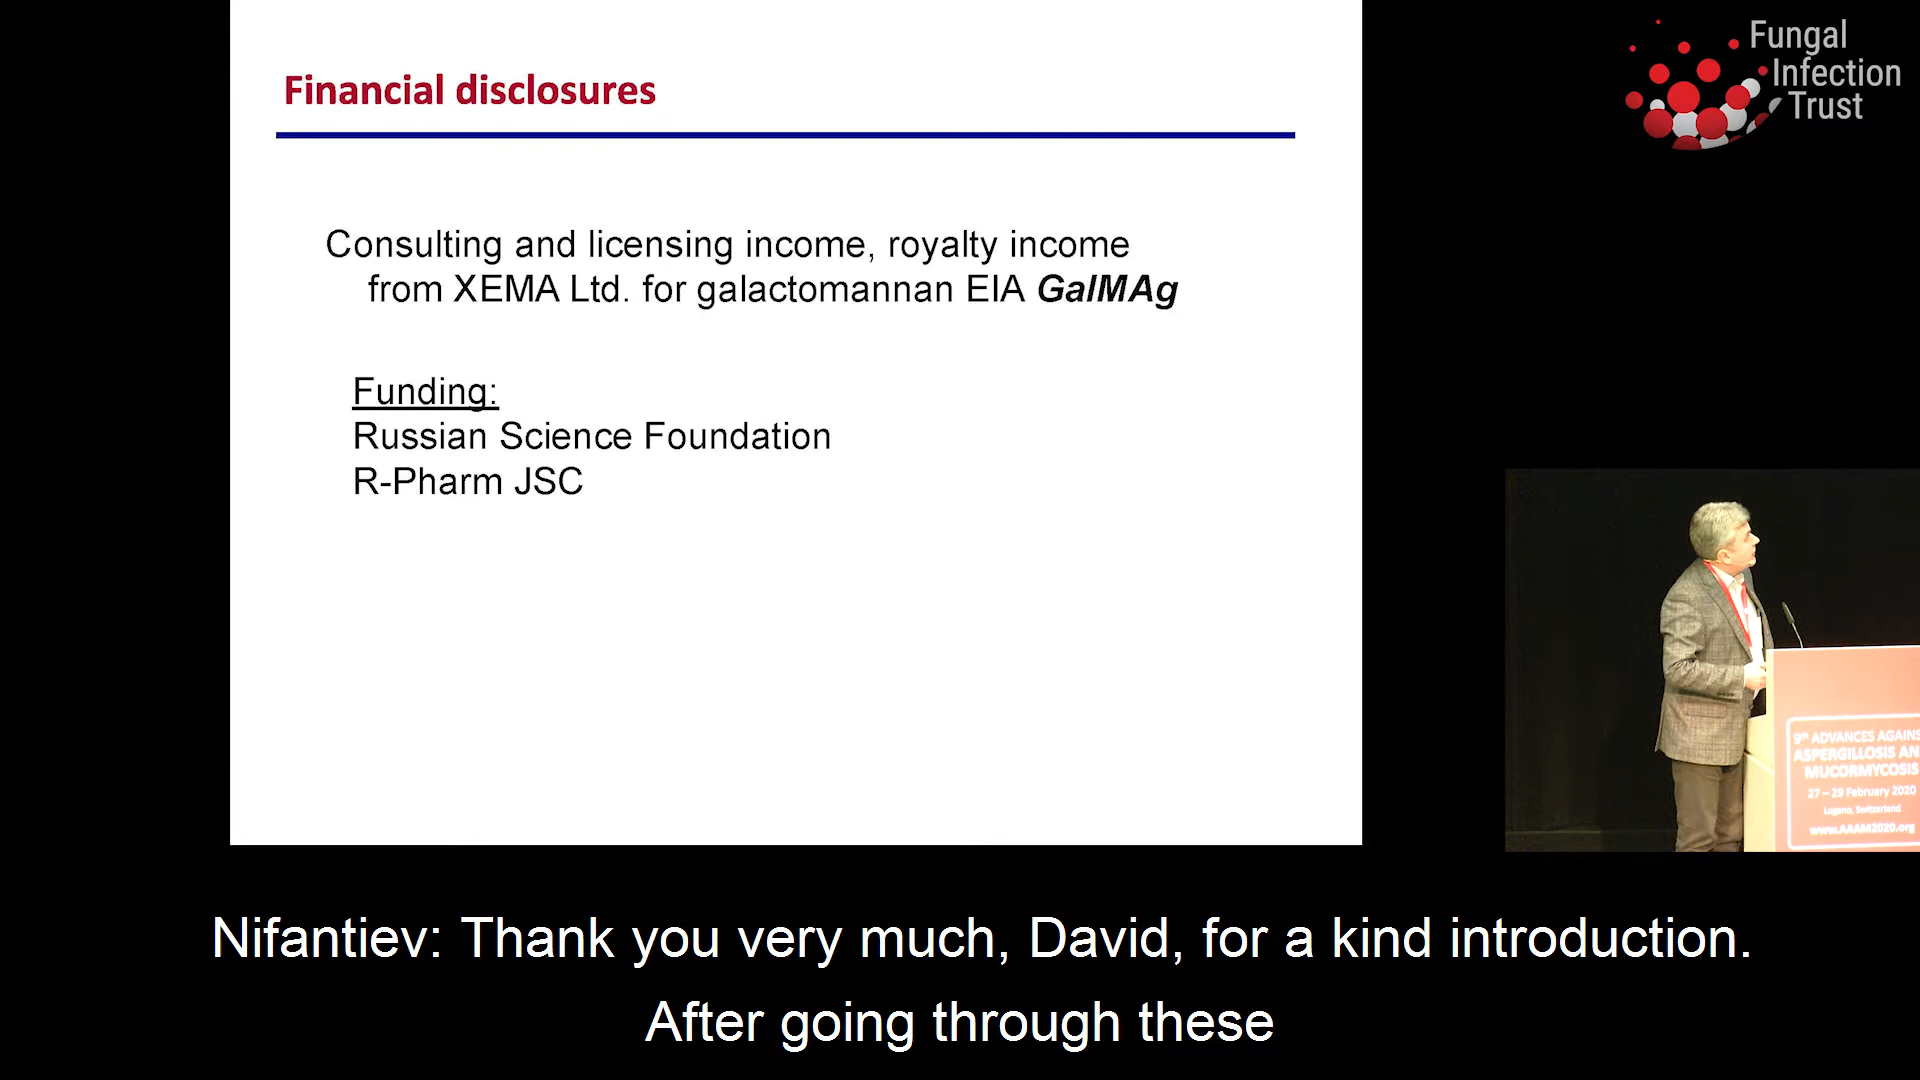 Financial disclosures
Consulting and licensing income, royalty income
from XEMA Ltd. for galactomannan EIA GalMAg
Funding:
Russian Science Foundation
R-Pharm JSC
Fungal
Infection
Trust
9th ADVANCES AGAINS
ASPERGILLOSIS AN
MUCORMYCOSIS
27 – 29 February 2020
Lugano, Switzerland
www.AAAM2020.org
Nifantiev: Thank you very much, David, for a kind introduction.
After going through these